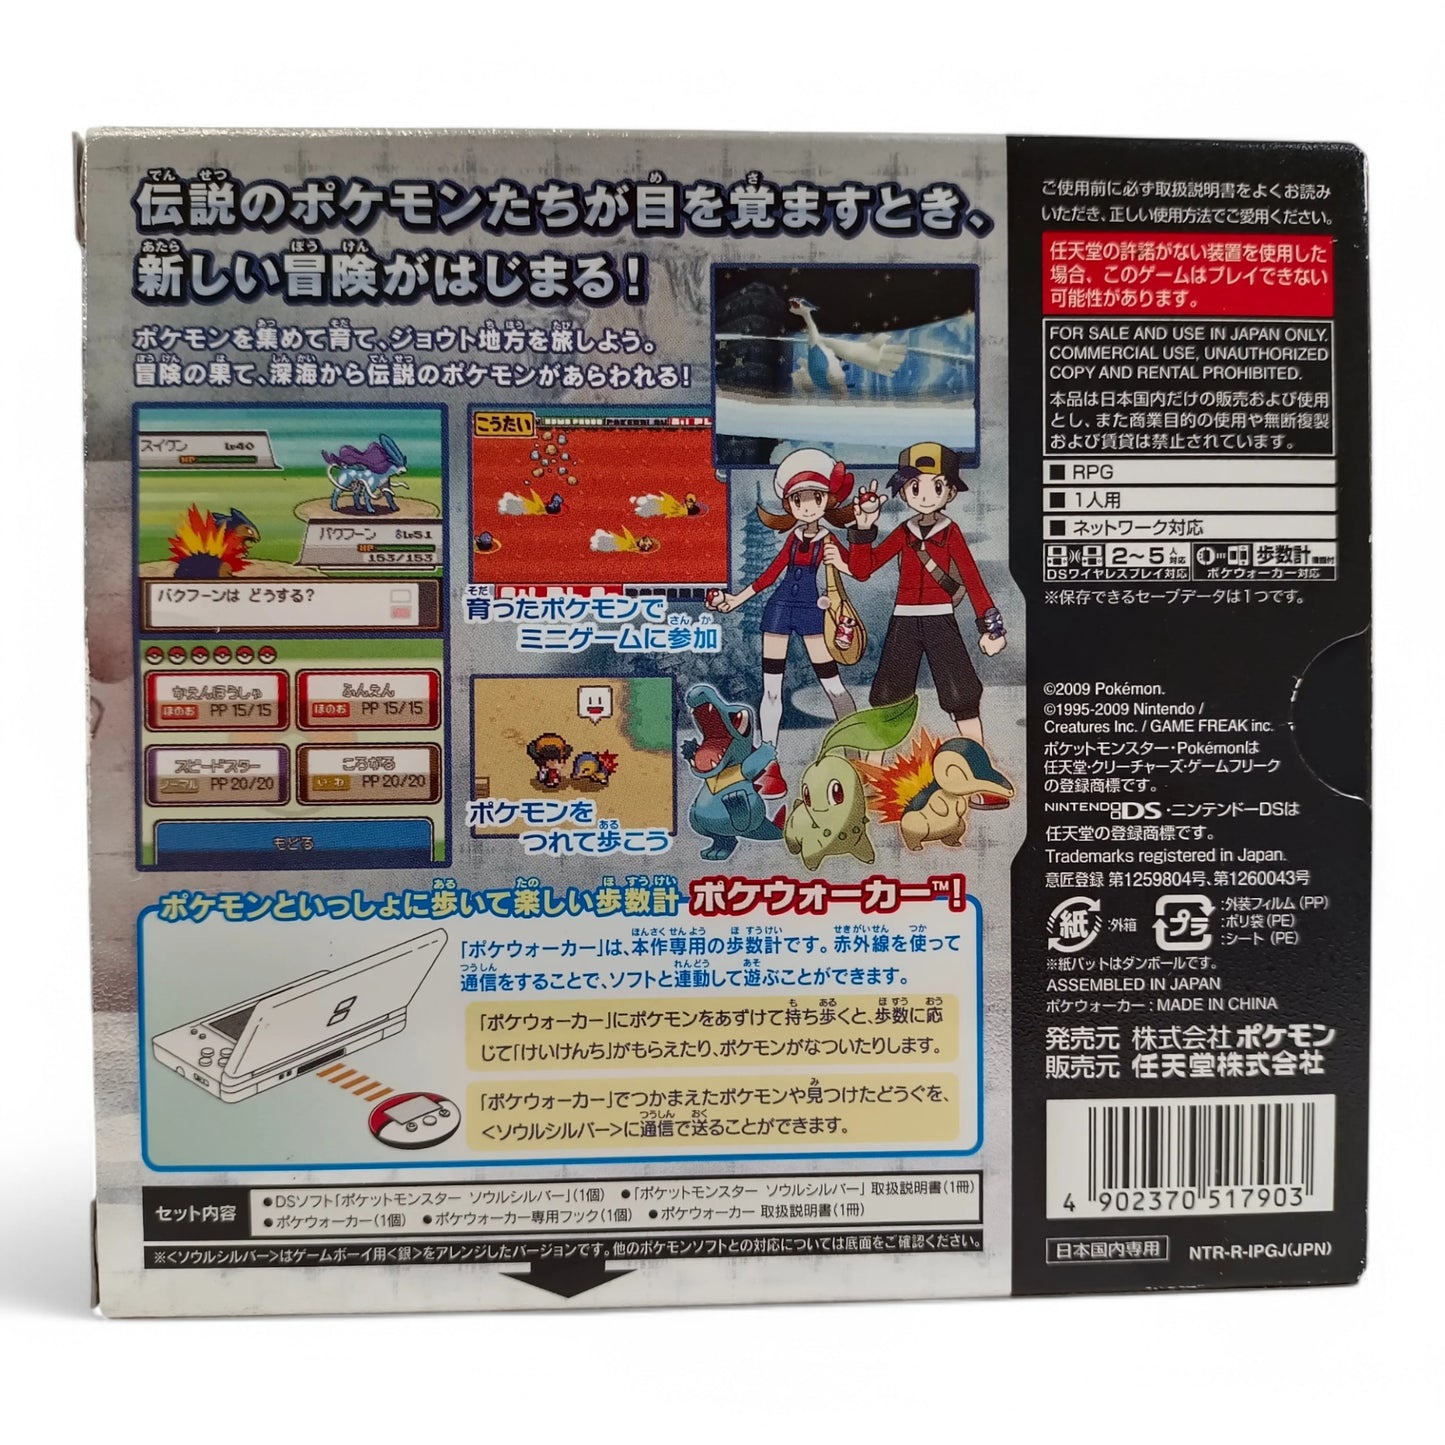 伝説のポケモンたちが目を覚ますとき、
新しい冒険がはじまる!
ポケモンを集めて育て、ジョウト地方を旅しよう。
冒険の果て、深海から伝説のポケモンがあらわれる!
スイクン Lv40
HP
バクフーン ♂Lv51
HP
153/153
バクフーンは どうする?
かえんほうしゃ
ほのお PP 15/15
ふんえん
ほのお PP 15/15
スピードスター
ノーマル PP 20/20
ころがる
いわ PP 20/20
もどる
こうたい
育ったポケモンで
ミニゲームに参加
ポケモンを
つれて歩こう
ポケモンといっしょに歩いて楽しい歩数計 ポケウォーカー™!
「ポケウォーカー」は、本作専用の歩数計です。赤外線を使って
通信をすることで、ソフトと連動して遊ぶことができます。
「ポケウォーカー」にポケモンをあずけて持ち歩くと、歩数に応
じて「けいけんち」がもらえたり、ポケモンがなついたりします。
「ポケウォーカー」でつかまえたポケモンや見つけたどうぐを、
<ソウルシルバー>に通信で送ることができます。
セット内容
●DSソフト「ポケットモンスター ソウルシルバー」(1個) ●「ポケットモンスター ソウルシルバー」取扱説明書(1冊)
●ポケウォーカー(1個) ●ポケウォーカー専用フック(1個) ●ポケウォーカー 取扱説明書(1冊)
※<ソウルシルバー>はゲームボーイ用<銀>をアレンジしたバージョンです。他のポケモンソフトとの対応については底面をご確認ください。
ご使用前に必ず取扱説明書をよくお読み
いただき、正しい使用方法でご愛用ください。
任天堂の許諾がない装置を使用した
場合、このゲームはプレイできない
可能性があります。
FOR SALE AND USE IN JAPAN ONLY.
COMMERCIAL USE, UNAUTHORIZED
COPY AND RENTAL PROHIBITED.
本品は日本国内だけの販売および使用
とし、また商業目的の使用や無断複製
および賃貸は禁止されています。
■ RPG
■ 1人用
■ ネットワーク対応
2〜5人対応
DSワイヤレスプレイ対応
歩数計
ポケウォーカー対応
※保存できるセーブデータは1つです。
©2009 Pokémon.
©1995-2009 Nintendo /
Creatures Inc. / GAME FREAK inc.
ポケットモンスター・Pokémonは
任天堂・クリーチャーズ・ゲームフリーク
の登録商標です。
NINTENDO DS・ニンテンドーDSは
任天堂の登録商標です。
Trademarks registered in Japan.
意匠登録 第1259804号、第1260043号
紙 :外箱
プラ :外装フィルム(PP)
:ポリ袋(PE)
:シート(PE)
※紙パットはダンボールです。
ASSEMBLED IN JAPAN
ポケウォーカー : MADE IN CHINA
発売元 株式会社ポケモン
販売元 任天堂株式会社
4 902370 517903
日本国内専用
NTR-R-IPGJ(JPN)